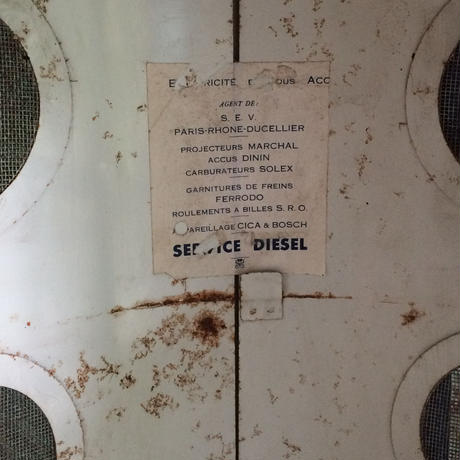 AGENT DE:
S. E. V.
PARIS-RHONE-DUCELLIER
PROJECTEURS MARCHAL
ACCUS DININ
CARBURATEURS SOLEX
GARNITURES DE FREINS
FERRODO
ROULEMENTS A BILLES S.R.O.
CICA & BOSCH
DIESEL